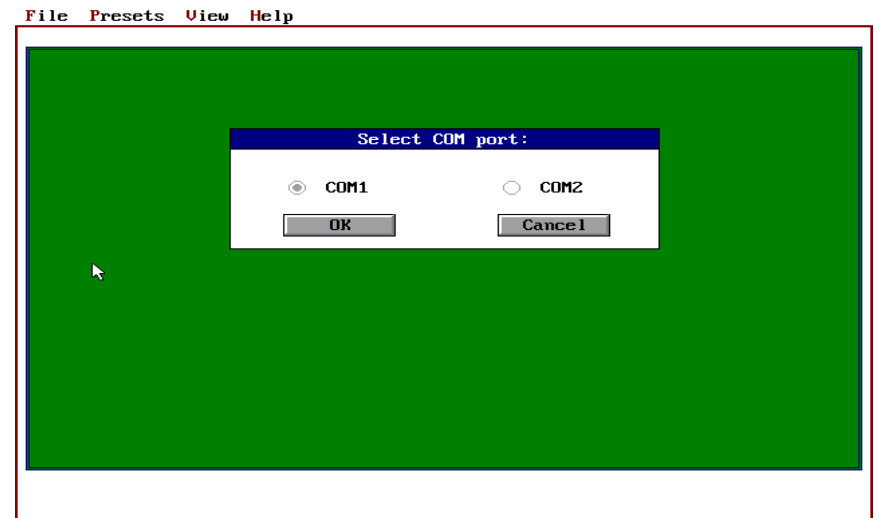 File Presets View Help
Select COM port:
COM1 COM2
OK Cancel